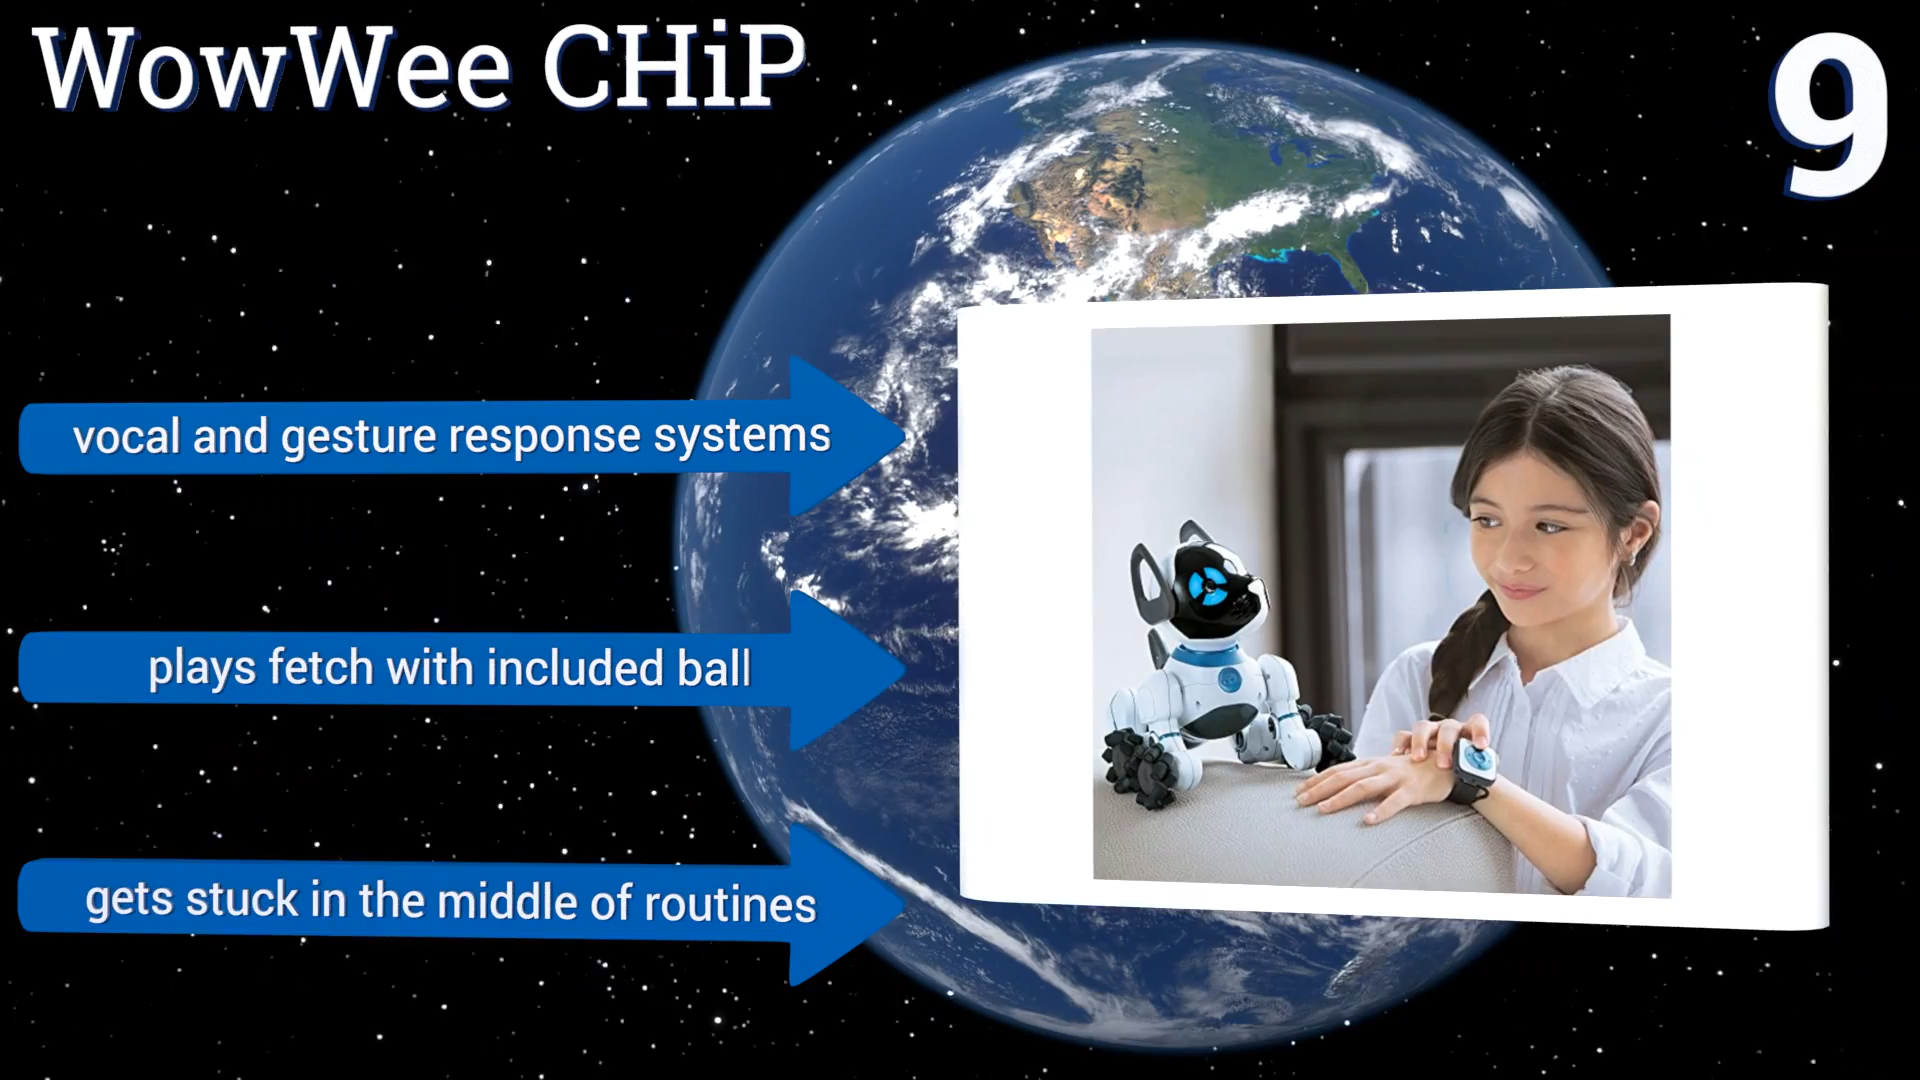 WowWee CHiP
9
vocal and gesture response systems
plays fetch with included ball
gets stuck in the middle of routines